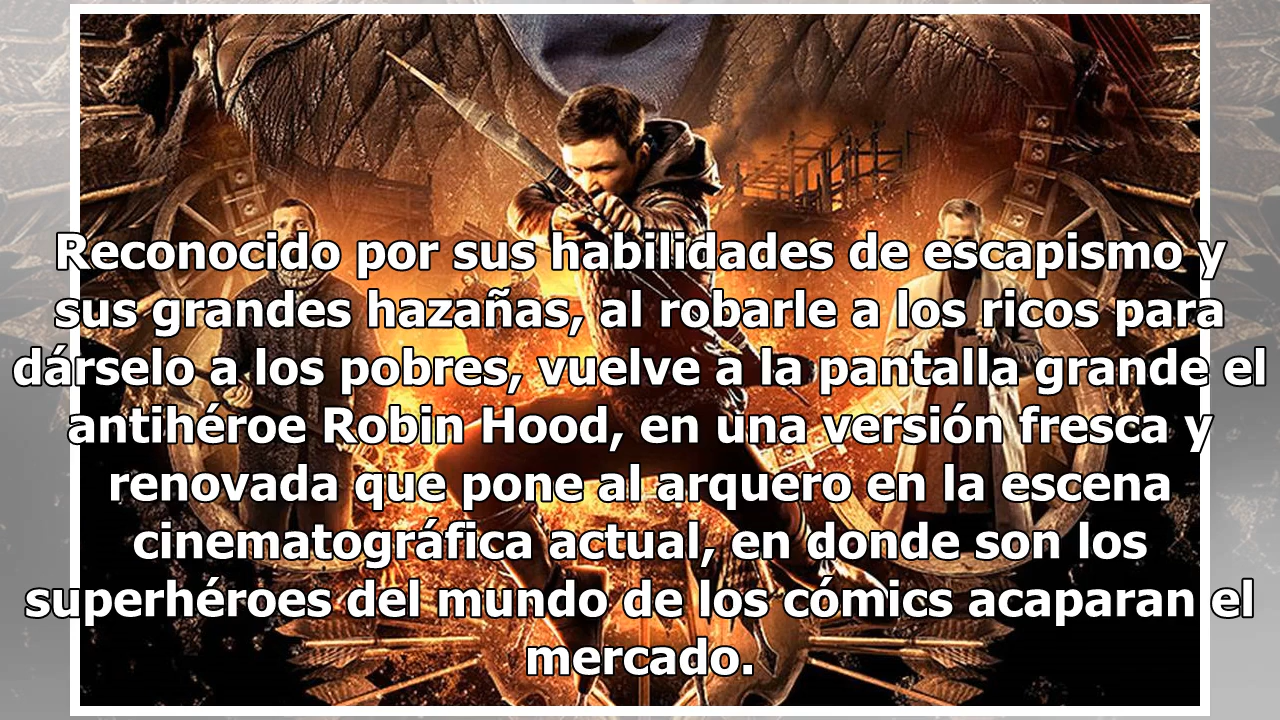 Reconocido por sus habilidades de escapismo y
sus grandes hazañas, al robarle a los ricos para
dárselo a los pobres, vuelve a la pantalla grande el
antihéroe Robin Hood, en una versión fresca y
renovada que pone al arquero en la escena
cinematográfica actual, en donde son los
superhéroes del mundo de los cómics acaparan el
mercado.